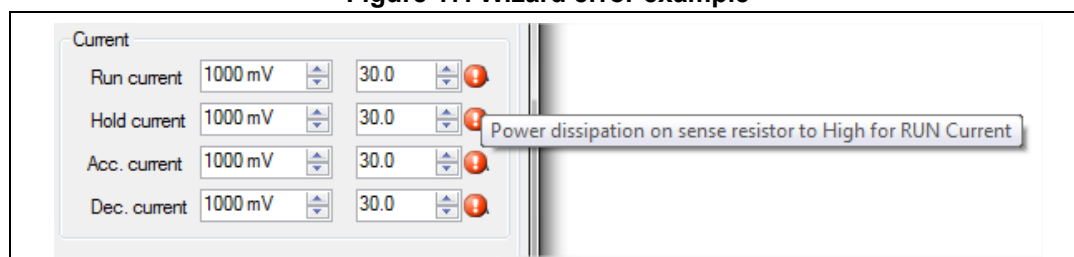 Current
Run current 1000 mV 30.0
Hold current 1000 mV 30.0
Power dissipation on sense resistor to High for RUN Current
Acc. current 1000 mV 30.0
Dec. current 1000 mV 30.0